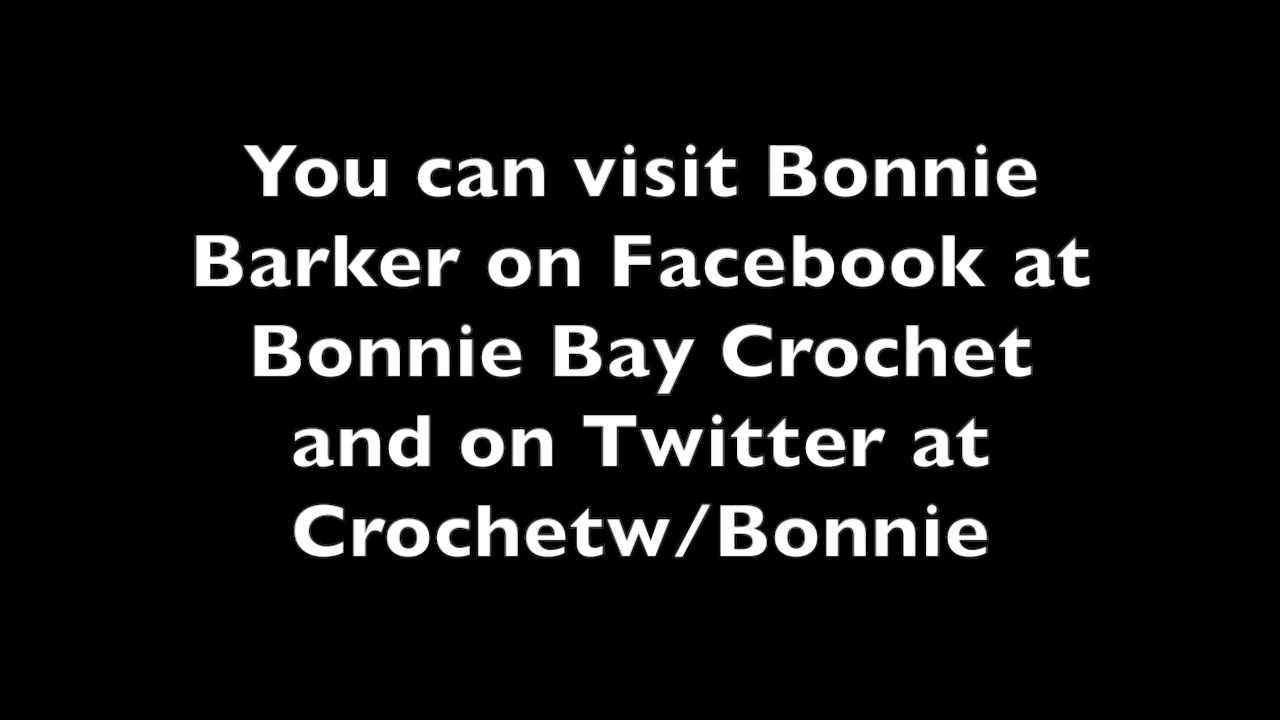 You can visit Bonnie
Barker on Facebook at
Bonnie Bay Crochet
and on Twitter at
Crochetw/Bonnie